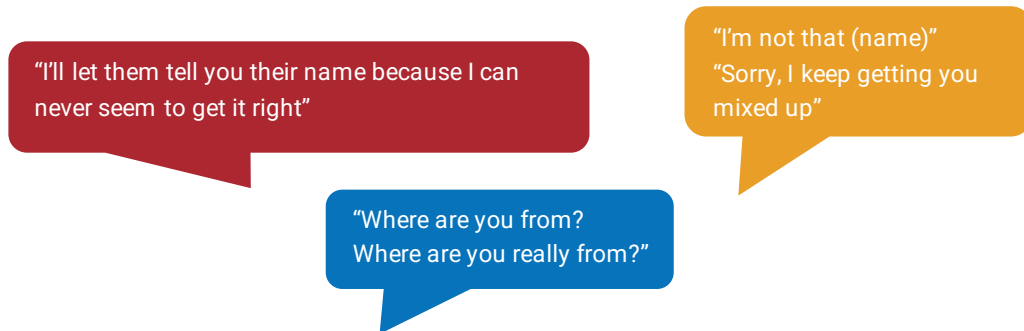 “I’ll let them tell you their name because I can
never seem to get it right”
“I’m not that (name)”
“Sorry, I keep getting you
mixed up”
“Where are you from?
Where are you really from?”